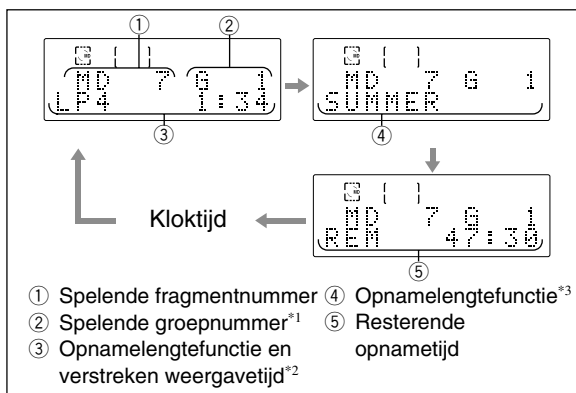 ① ②
MD 7 G 1
LP4 1:34
③
MD 7 G 1
SUMMER
④
Kloktijd
MD 7 G 1
REM 47:30
⑤
① Spelende fragmentnummer
② Spelende groepnummer*1
③ Opnamelengtefunctie en
verstreken weergavetijd*2
④ Opnamelengtefunctie*3
⑤ Resterende
opnametijd